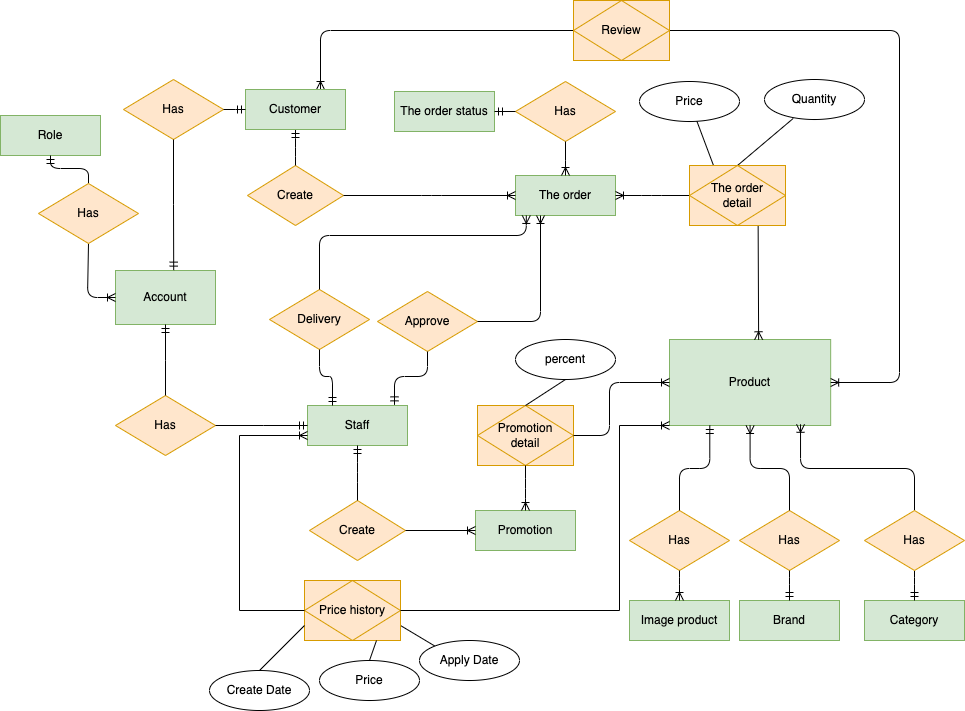 Review
Has
Customer
The order status
Has
Price
Quantity
Role
Has
Create
The order
The order
detail
Account
Delivery
Approve
percent
Product
Has
Staff
Promotion
detail
Create
Promotion
Has
Has
Has
Price history
Image product
Brand
Category
Create Date
Price
Apply Date